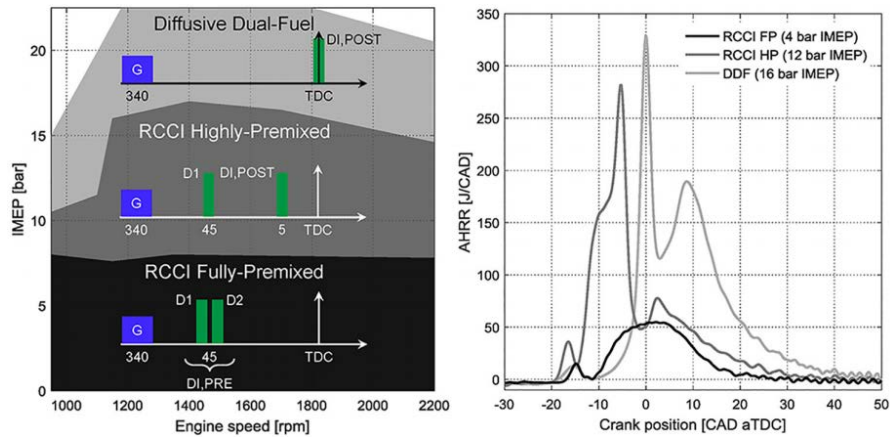 Diffusive Dual-Fuel
DI,POST
G
340
TDC
RCCI Highly-Premixed
D1
DI,POST
G
340
45
5
TDC
RCCI Fully-Premixed
D1
D2
G
340
45
TDC
DI,PRE
20
15
10
5
0
IMEP [bar]
1000
1200
1400
1600
1800
2000
2200
Engine speed [rpm]
RCCI FP (4 bar IMEP)
RCCI HP (12 bar IMEP)
DDF (16 bar IMEP)
350
300
250
200
150
100
50
0
AHRR [J/CAD]
-30
-20
-10
0
10
20
30
40
50
Crank position [CAD aTDC]